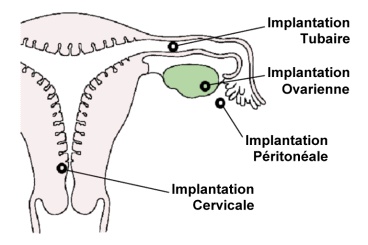 Implantation
Tubaire
Implantation
Ovarienne
Implantation
Péritonéale
Implantation
Cervicale